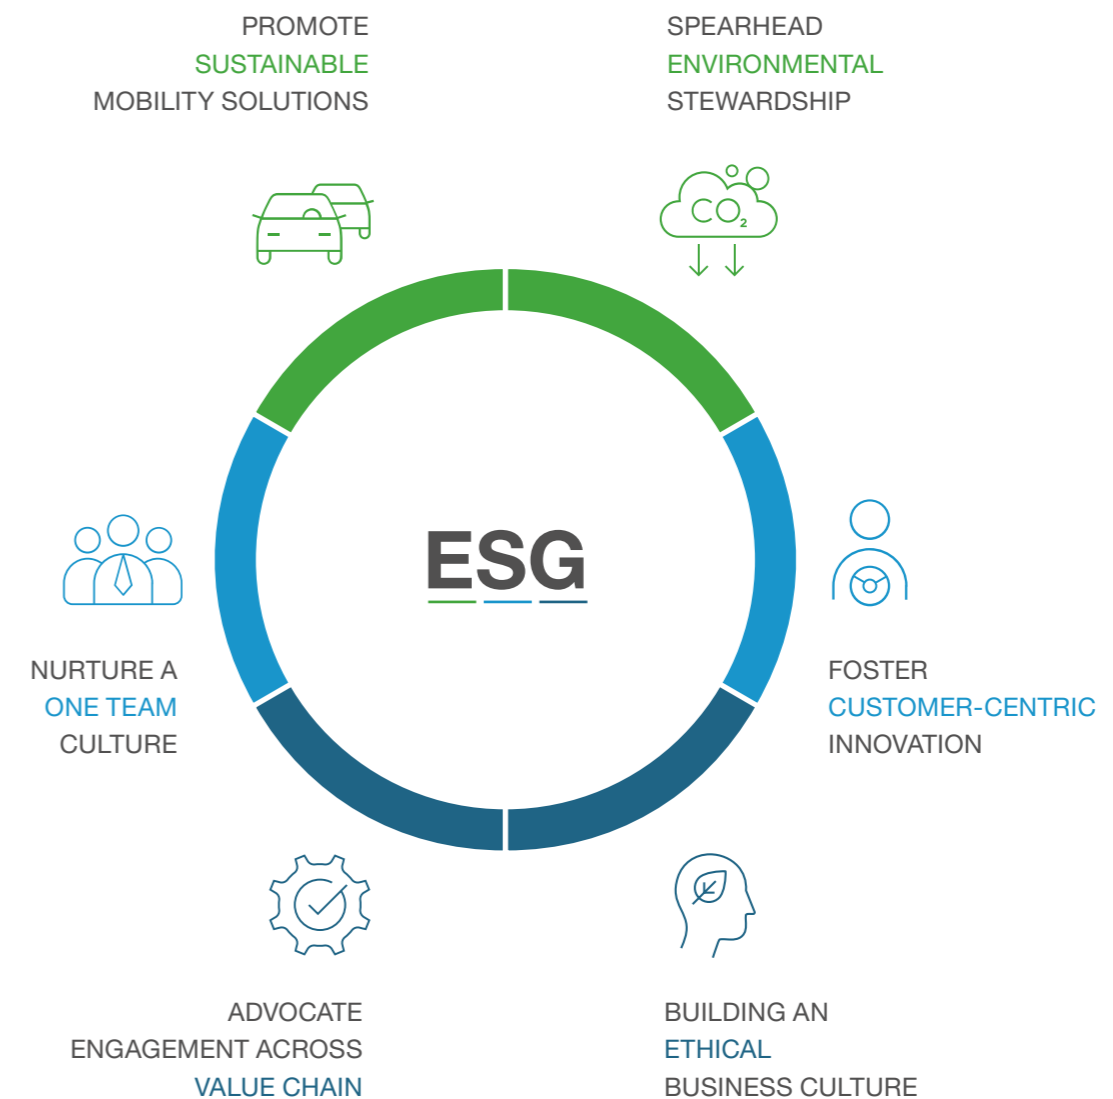 PROMOTE
SUSTAINABLE
MOBILITY SOLUTIONS
SPEARHEAD
ENVIRONMENTAL
STEWARDSHIP
CO₂
ESG
NURTURE A
ONE TEAM
CULTURE
FOSTER
CUSTOMER-CENTRIC
INNOVATION
ADVOCATE
ENGAGEMENT ACROSS
VALUE CHAIN
BUILDING AN
ETHICAL
BUSINESS CULTURE